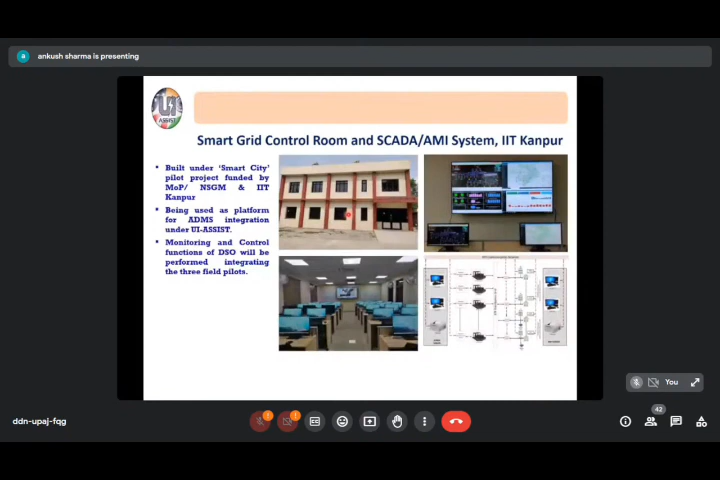 a ankush sharma is presenting
UI
ASSIST
Smart Grid Control Room and SCADA/AMI System, IIT Kanpur
• Built under ‘Smart City’
pilot project funded by
MoP/ NSGM & IIT
Kanpur
• Being used as platform
for ADMS integration
under UI-ASSIST.
• Monitoring and Control
functions of DSO will be
performed integrating
the three field pilots.
You
ddn-upaj-fqg
42